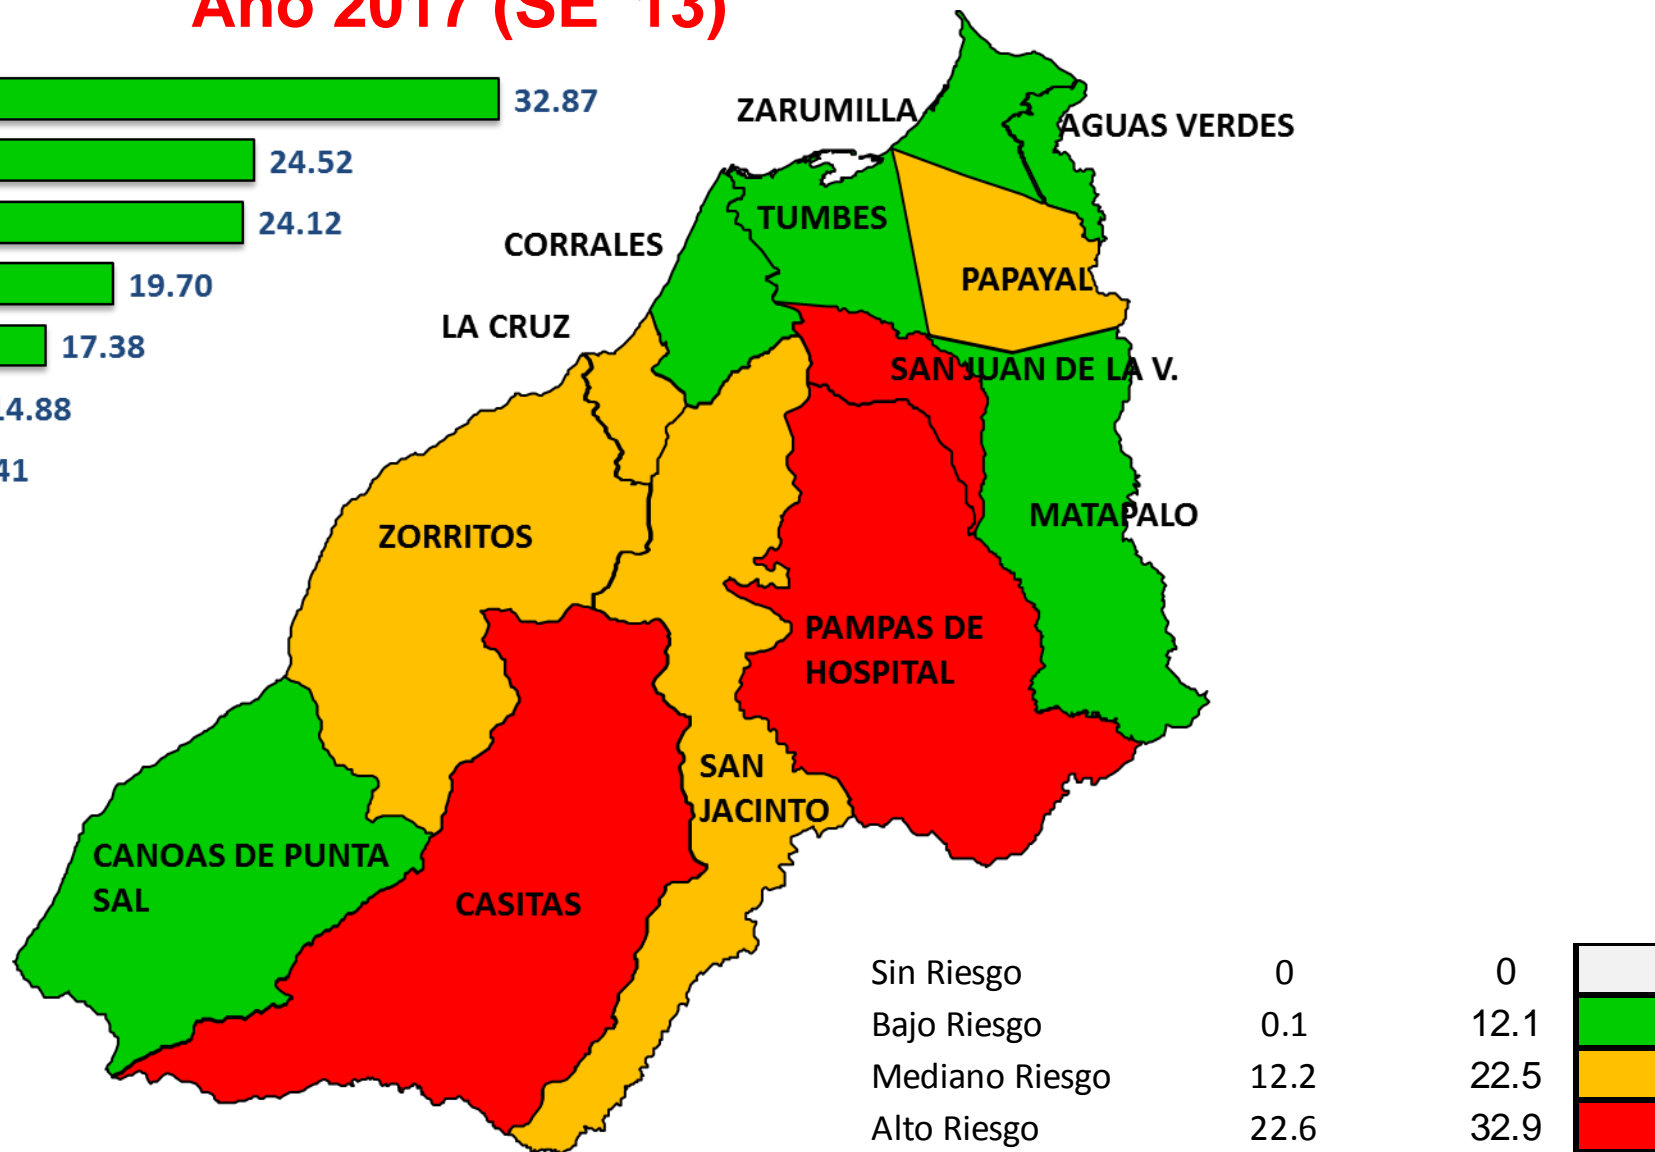 Año 2017 (SE 13)
32.87
24.52
24.12
19.70
17.38
14.88
41
ZARUMILLA
AGUAS VERDES
TUMBES
CORRALES
PAPAYAL
LA CRUZ
SAN JUAN DE LA V.
MATAPALO
ZORRITOS
PAMPAS DE
HOSPITAL
SAN
JACINTO
CANOAS DE PUNTA
SAL
CASITAS
Sin Riesgo 0 0
Bajo Riesgo 0.1 12.1
Mediano Riesgo 12.2 22.5
Alto Riesgo 22.6 32.9